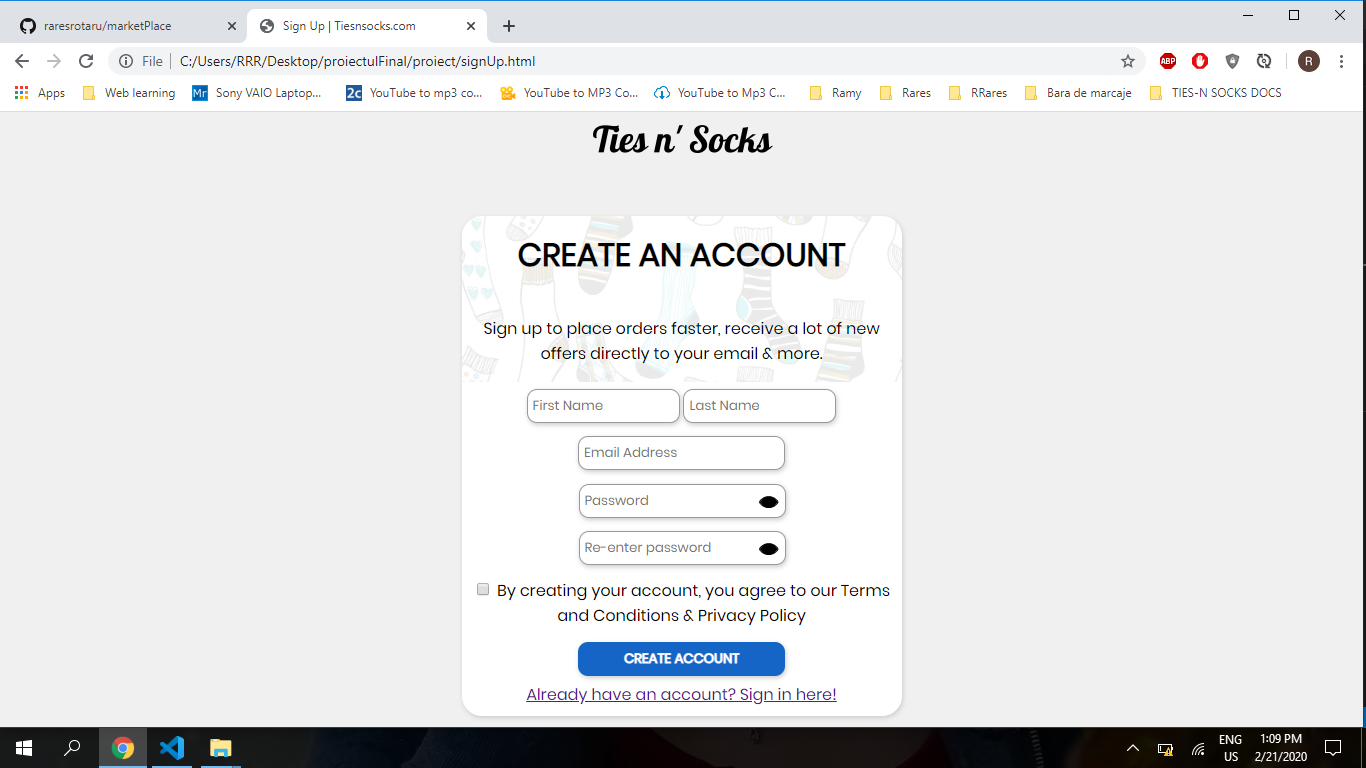 raresrotaru/marketPlace
Sign Up | Tiesnsocks.com
File
C:/Users/RRR/Desktop/proiectulFinal/proiect/signUp.html
ABP
R
Apps
Web learning
Mr Sony VAIO Laptop...
2c YouTube to mp3 co...
YouTube to MP3 Co...
YouTube to Mp3 C...
Ramy
Rares
RRares
Bara de marcaje
TIES-N SOCKS DOCS
Ties n' Socks
CREATE AN ACCOUNT
Sign up to place orders faster, receive a lot of new
offers directly to your email & more.
First Name
Last Name
Email Address
Password
Re-enter password
By creating your account, you agree to our Terms
and Conditions & Privacy Policy
CREATE ACCOUNT
Already have an account? Sign in here!
ENG
US
1:09 PM
2/21/2020